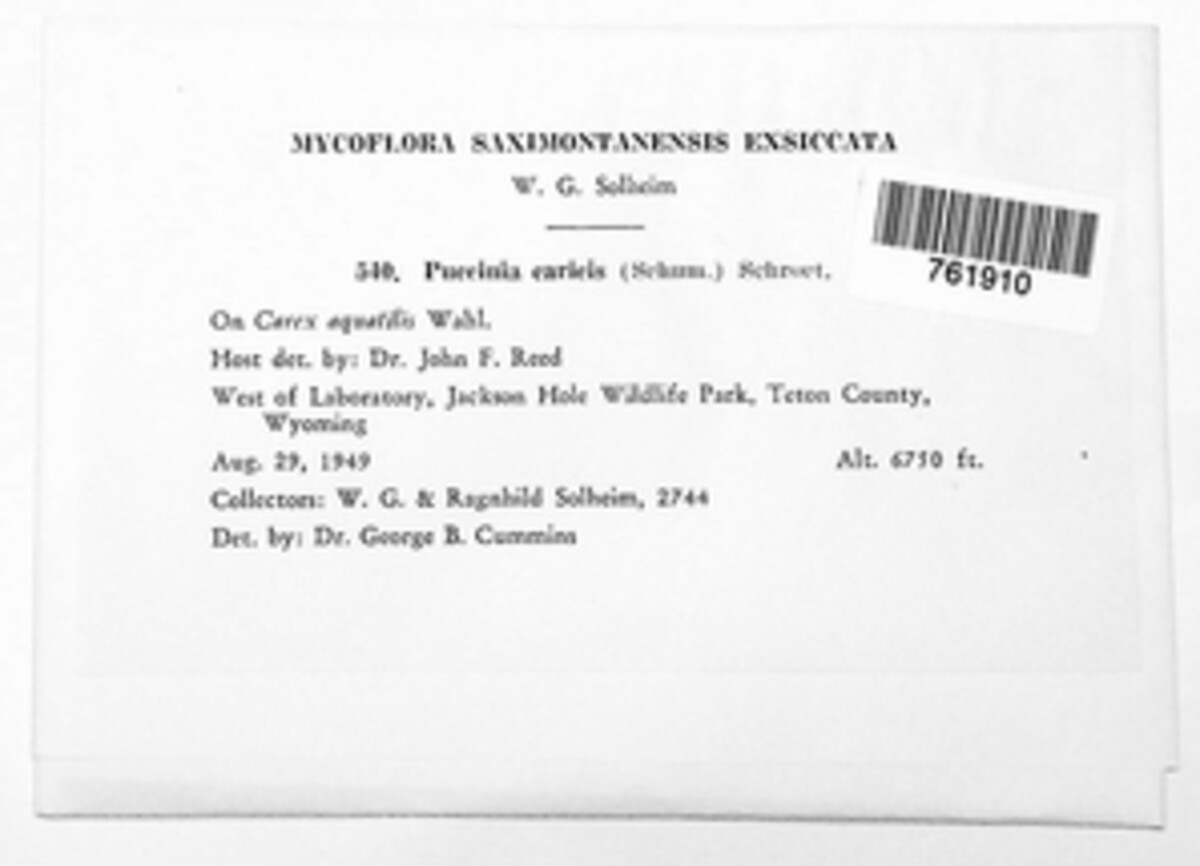 MYCOFLORA SAXIMONTANENSIS EXSICCATA
W. G. Solheim
540. Puccinia caricis (Schum.) Schroet.
761910
On Carex aquatilis Wahl.
Host det. by: Dr. John F. Reed
West of Laboratory, Jackson Hole Wildlife Park, Teton County,
Wyoming
Aug. 29, 1949 Alt. 6750 ft.
Collectors: W. G. & Ragnhild Solheim, 2744
Det. by: Dr. George B. Cummins